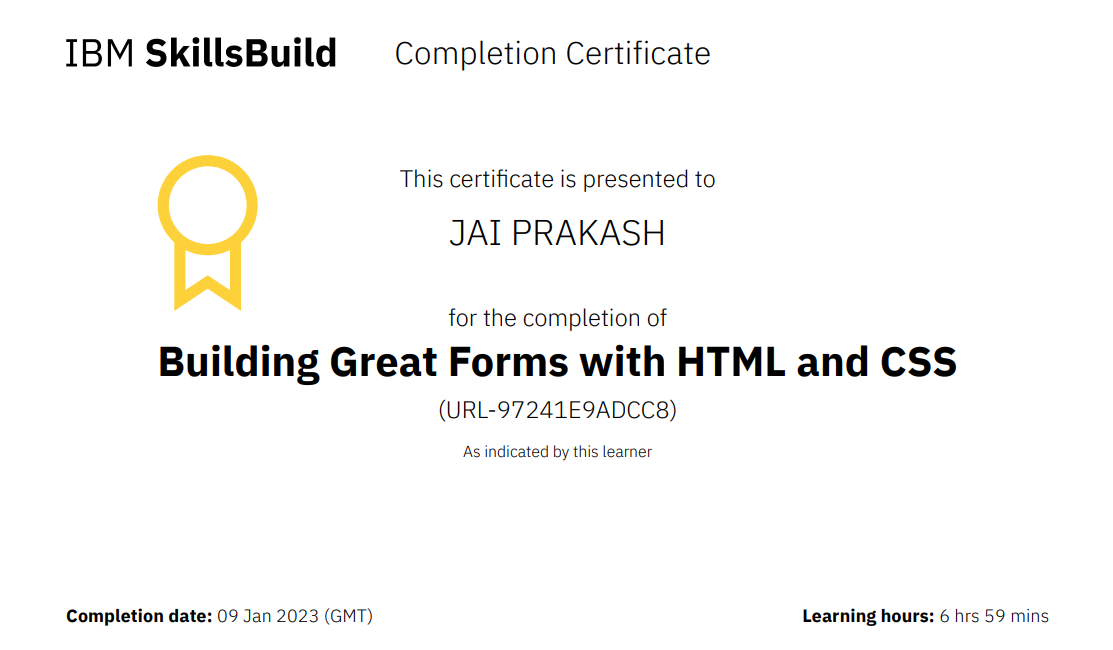 IBM SkillsBuild Completion Certificate
This certificate is presented to
JAI PRAKASH
for the completion of
Building Great Forms with HTML and CSS
(URL-97241E9ADCC8)
As indicated by this learner
Completion date: 09 Jan 2023 (GMT) Learning hours: 6 hrs 59 mins